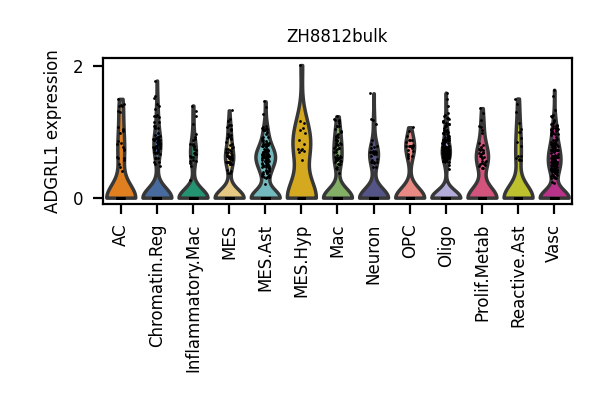 ZH8812bulk
ADGRL1 expression
2
0
AC
Chromatin.Reg
Inflammatory.Mac
MES
MES.Ast
MES.Hyp
Mac
Neuron
OPC
Oligo
Prolif.Metab
Reactive.Ast
Vasc